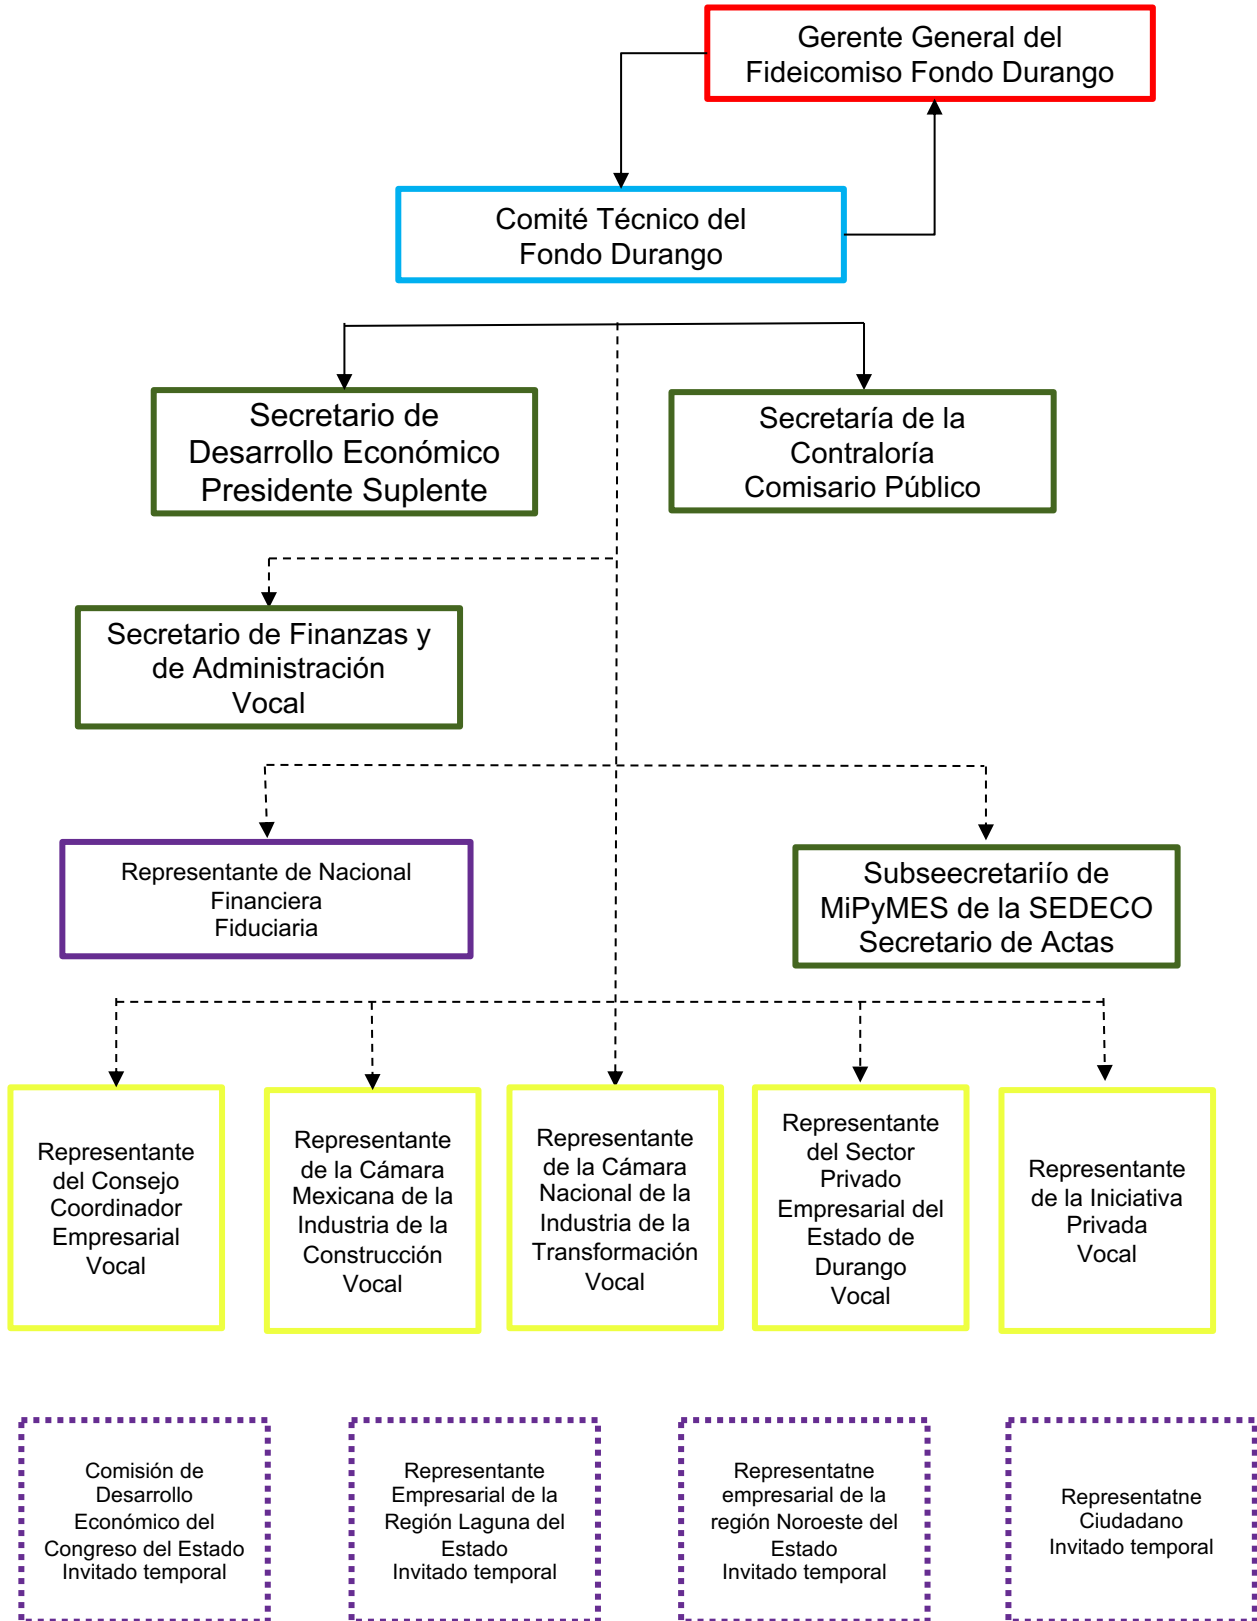 Gerente General del
Fideicomiso Fondo Durango
Comité Técnico del
Fondo Durango
Secretario de
Desarrollo Económico
Presidente Suplente
Secretaría de la
Contraloría
Comisario Público
Secretario de Finanzas y
de Administración
Vocal
Representante de Nacional
Financiera
Fiduciaria
Subseecretariíо de
MiPyMES de la SEDECO
Secretario de Actas
Representante
del Consejo
Coordinador
Empresarial
Vocal
Representante
de la Cámara
Mexicana de la
Industria de la
Construcción
Vocal
Representante
de la Cámara
Nacional de la
Industria de la
Transformación
Vocal
Representante
del Sector
Privado
Empresarial del
Estado de
Durango
Vocal
Representante
de la Iniciativa
Privada
Vocal
Comisión de
Desarrollo
Económico del
Congreso del Estado
Invitado temporal
Representante
Empresarial de la
Región Laguna del
Estado
Invitado temporal
Representatne
empresarial de la
región Noroeste del
Estado
Invitado temporal
Representatne
Ciudadano
Invitado temporal